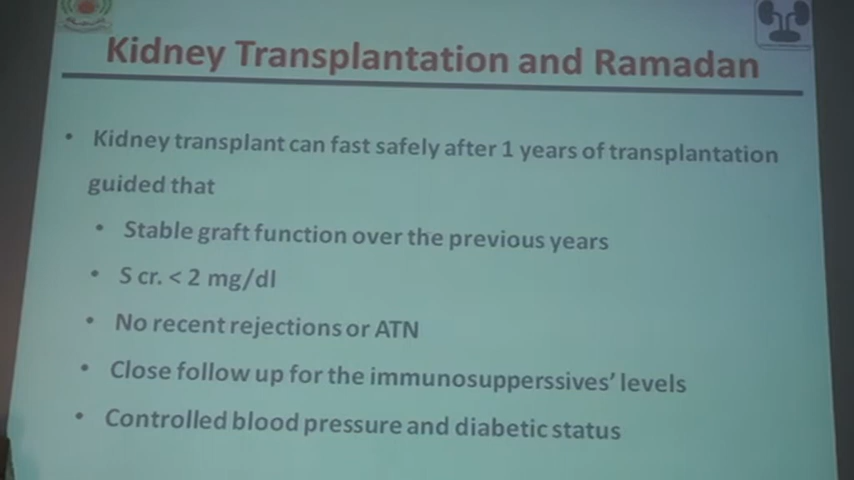 Kidney Transplantation and Ramadan
• Kidney transplant can fast safely after 1 years of transplantation
guided that
• Stable graft function over the previous years
• S cr. < 2 mg/dl
• No recent rejections or ATN
• Close follow up for the immunosupperssives' levels
• Controlled blood pressure and diabetic status